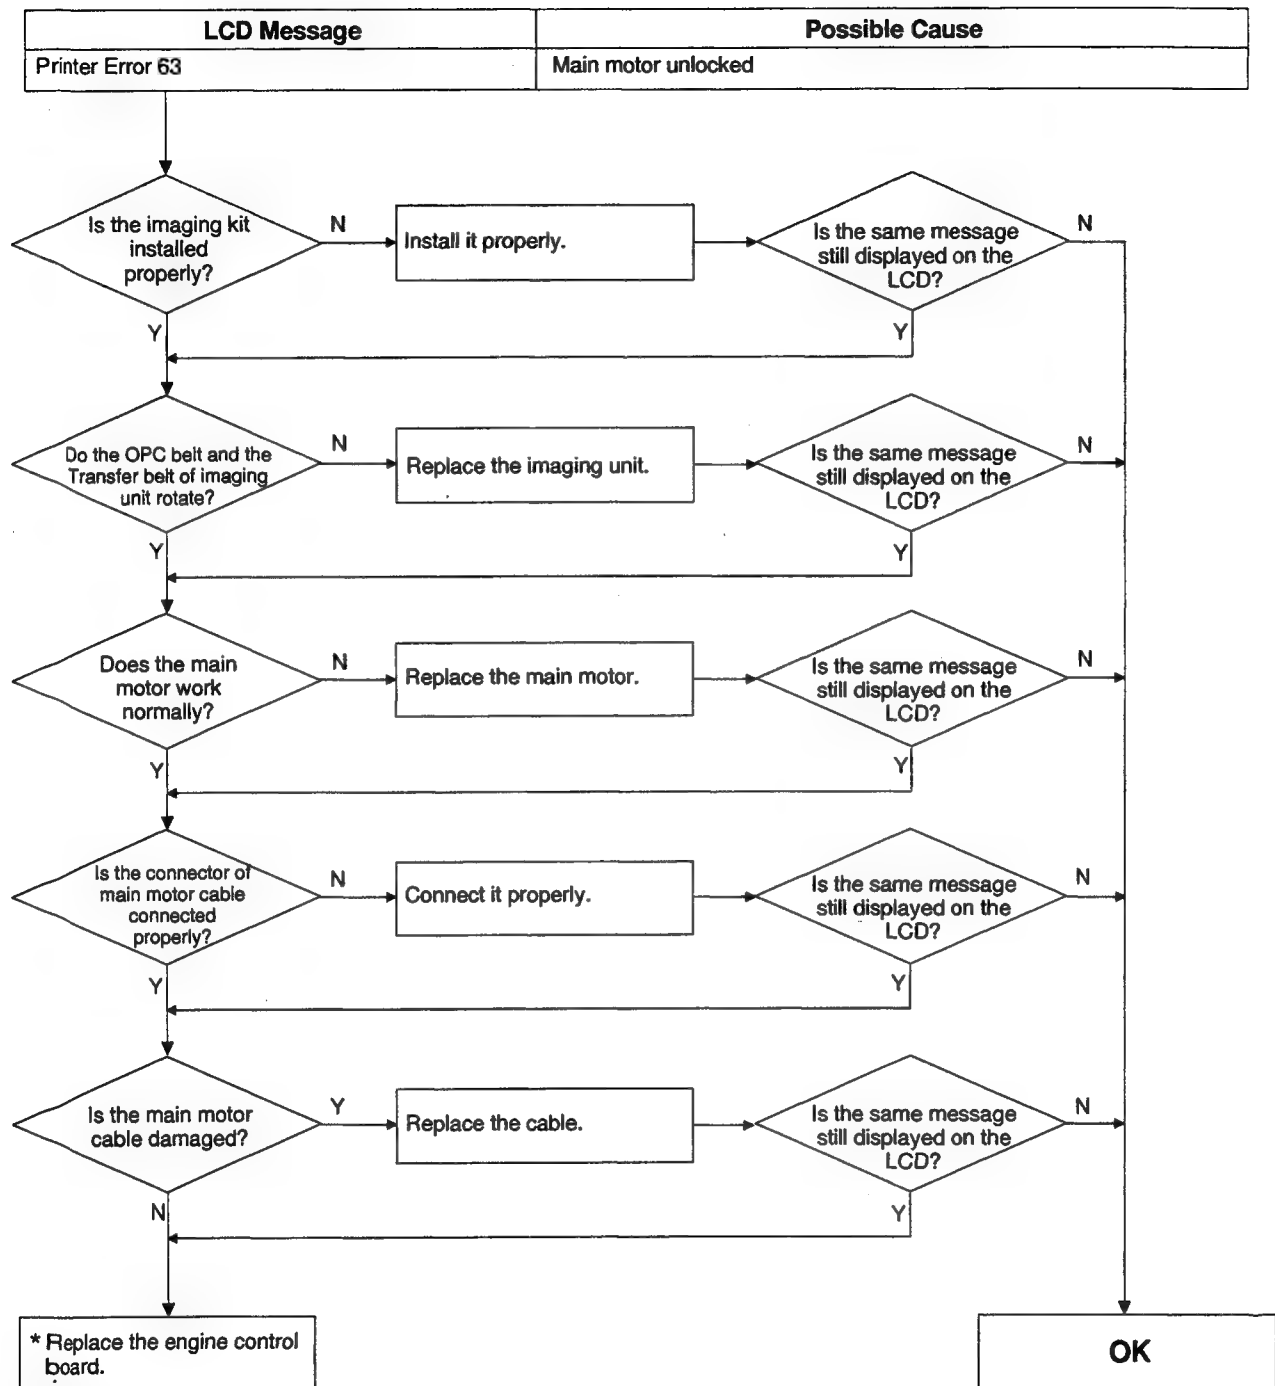 LCD Message
Possible Cause
Printer Error 63
Main motor unlocked
Is the imaging kit
installed
properly?
N
Install it properly.
Is the same message
still displayed on the
LCD?
N
Y
Y
Do the OPC belt and the
Transfer belt of imaging
unit rotate?
N
Replace the imaging unit.
Is the same message
still displayed on the
LCD?
N
Y
Y
Does the main
motor work
normally?
N
Replace the main motor.
Is the same message
still displayed on the
LCD?
N
Y
Y
Is the connector of
main motor cable
connected
properly?
N
Connect it properly.
Is the same message
still displayed on the
LCD?
N
Y
Y
Is the main motor
cable damaged?
Y
Replace the cable.
Is the same message
still displayed on the
LCD?
N
N
Y
* Replace the engine control
board.
OK